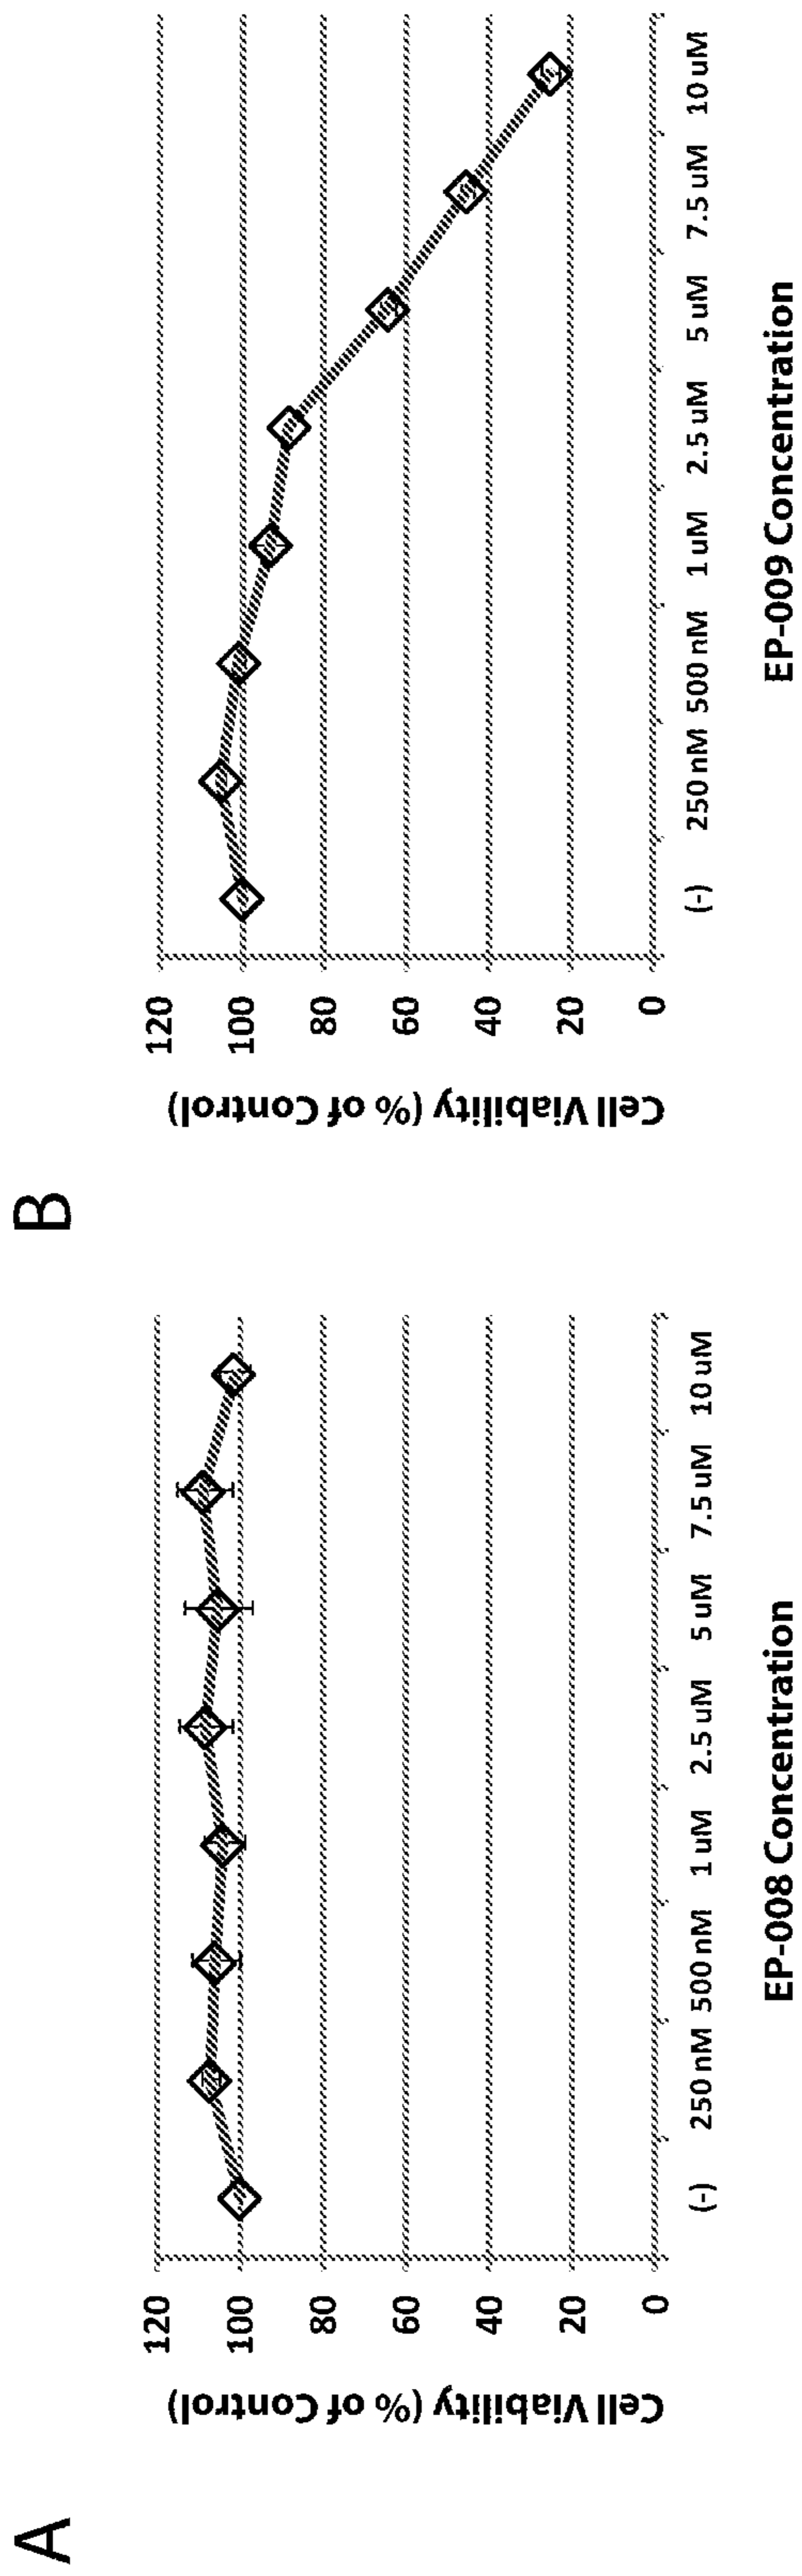 A
Cell Viability (% of Control)
120
100
80
60
40
20
0
(-) 250 nM 500 nM 1 uM 2.5 uM 5 uM 7.5 uM 10 uM
EP-008 Concentration
B
Cell Viability (% of Control)
120
100
80
60
40
20
0
(-) 250 nM 500 nM 1 uM 2.5 uM 5 uM 7.5 uM 10 uM
EP-009 Concentration